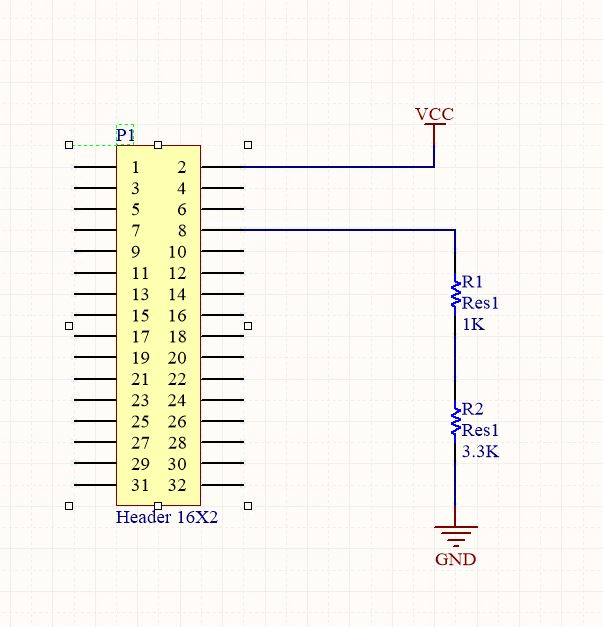 VCC
P1
1 2
3 4
5 6
7 8
9 10
11 12
13 14
15 16
17 18
19 20
21 22
23 24
25 26
27 28
29 30
31 32
Header 16X2
R1
Res1
1K
R2
Res1
3.3K
GND